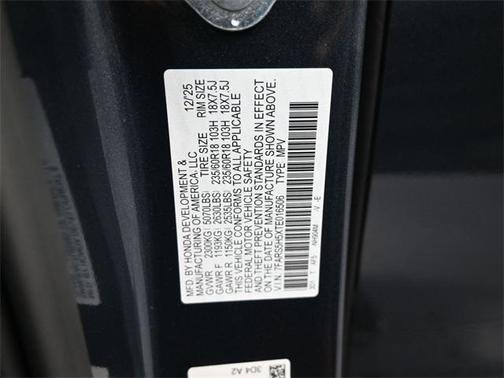 MFD. BY HONDA DEVELOPMENT & 12/25
MANUFACTURING OF AMERICA, LLC
TIRE SIZE RIM SIZE
GVWR 2300KG 5070LBS
GAWR F 1193KG 2630LBS 235/60R18 103H 18X7.5J
GAWR R 1150KG 2535LBS 235/60R18 103H 18X7.5J
THIS VEHICLE CONFORMS TO ALL APPLICABLE
FEDERAL MOTOR VEHICLE SAFETY
AND THEFT PREVENTION STANDARDS IN EFFECT
ON THE DATE OF MANUFACTURE SHOWN ABOVE.
V.I.N. 7FARS5H5XTE016506 TYPE: MPV
V -E
3D4 A2